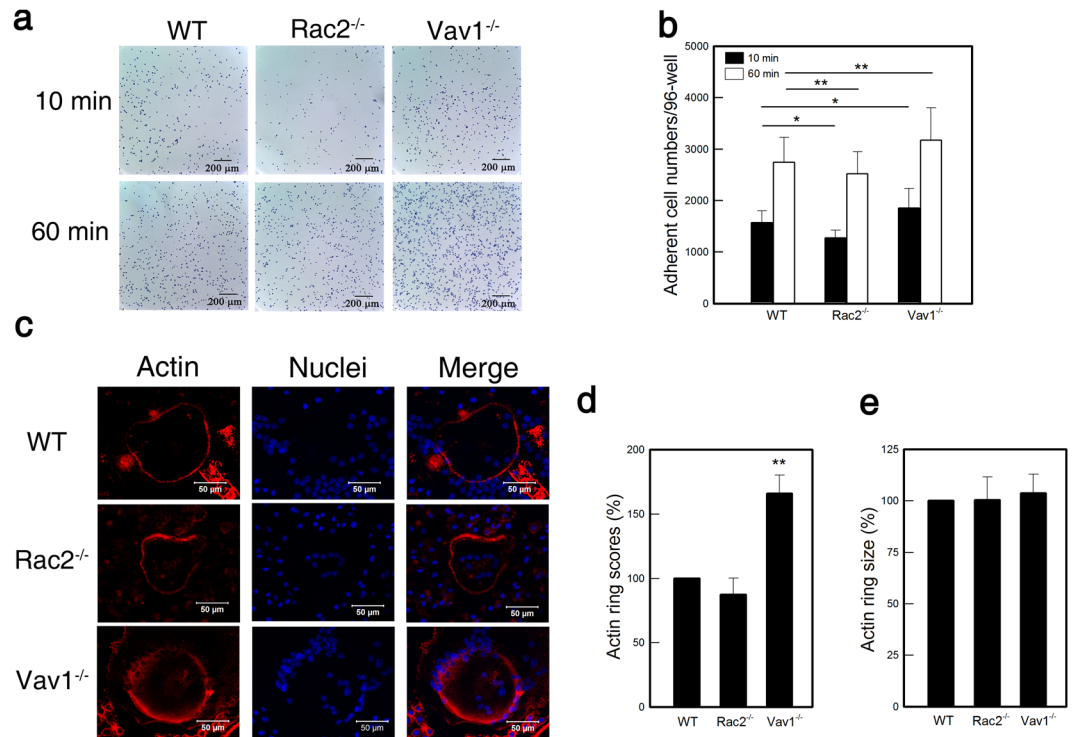 a
WT Rac2-/- Vav1-/-
10 min
200 µm 200 µm 200 µm
60 min
200 µm 200 µm 200 µm
b
Adherent cell numbers/96-well
5000
4000
3000
2000
1000
0
10 min
60 min
**
**
*
*
WT Rac2-/- Vav1-/-
c
Actin Nuclei Merge
WT
50 µm 50 µm 50 µm
Rac2-/-
50 µm 50 µm 50 µm
Vav1-/-
50 µm 50 µm 50 µm
d
Actin ring scores (%)
200
150
100
50
0
**
WT Rac2-/- Vav1-/-
e
Actin ring size (%)
125
100
75
50
25
0
WT Rac2-/- Vav1-/-